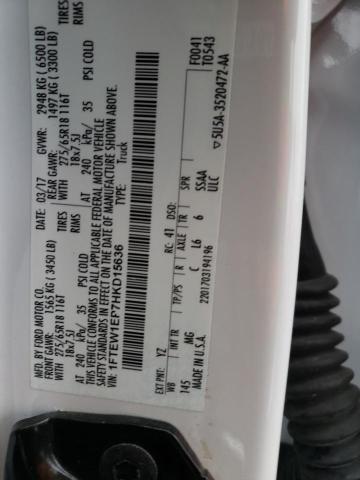 MFD. BY FORD MOTOR CO.
DATE: 03/17 GVWR: 2948 KG ( 6500 LB)
FRONT GAWR: 1565 KG ( 3450 LB) REAR GAWR: 1497 KG ( 3300 LB)
275/65R18 116T TIRES WITH 275/65R18 116T TIRES
18x7.5J RIMS 18x7.5J RIMS
AT 240 kPa/ 35 PSI COLD AT 240 kPa/ 35 PSI COLD
THIS VEHICLE CONFORMS TO ALL APPLICABLE FEDERAL MOTOR VEHICLE
SAFETY STANDARDS IN EFFECT ON THE DATE OF MANUFACTURE SHOWN ABOVE.
VIN: 1FTEW1EP7HKD15636
TYPE: Truck
F0041
T0543
EXT PNT: YZ RC: 41 DSO:
WB INT TR TP/PS R AXLE TR SPR
145 MG C L6 6 SSAA
ULC
2201703194196
MADE IN U.S.A. 5U5A-3520472-AA